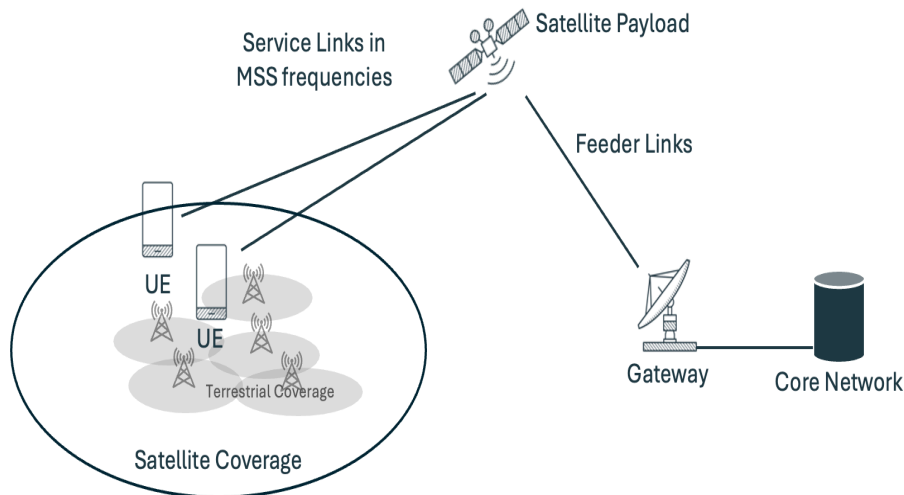 Service Links in
MSS frequencies
Satellite Payload
Feeder Links
UE
UE
Terrestrial Coverage
Satellite Coverage
Gateway
Core Network